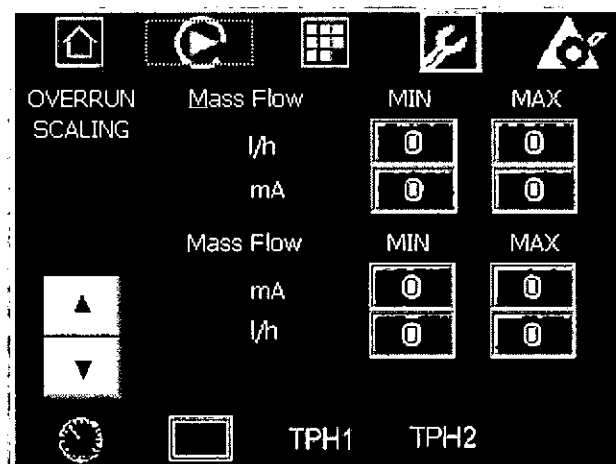 OVERRUN Mass Flow MIN MAX
SCALING
l/h 0 0
mA 0 0
Mass Flow MIN MAX
mA 0 0
l/h 0 0
TPH1 TPH2